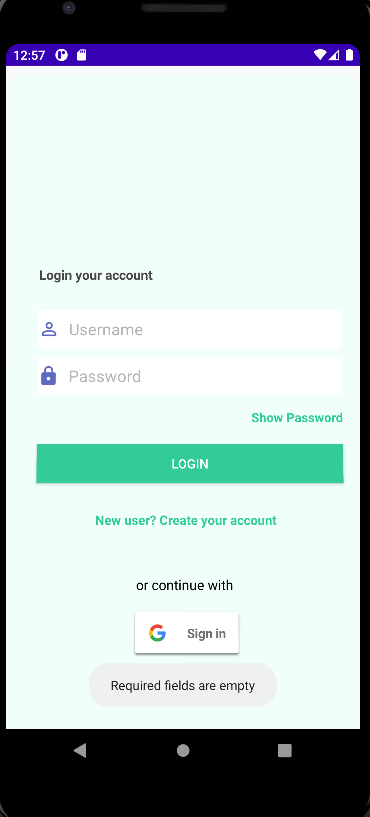 12:57
Login your account
Username
Password
Show Password
LOGIN
New user? Create your account
or continue with
Sign in
Required fields are empty